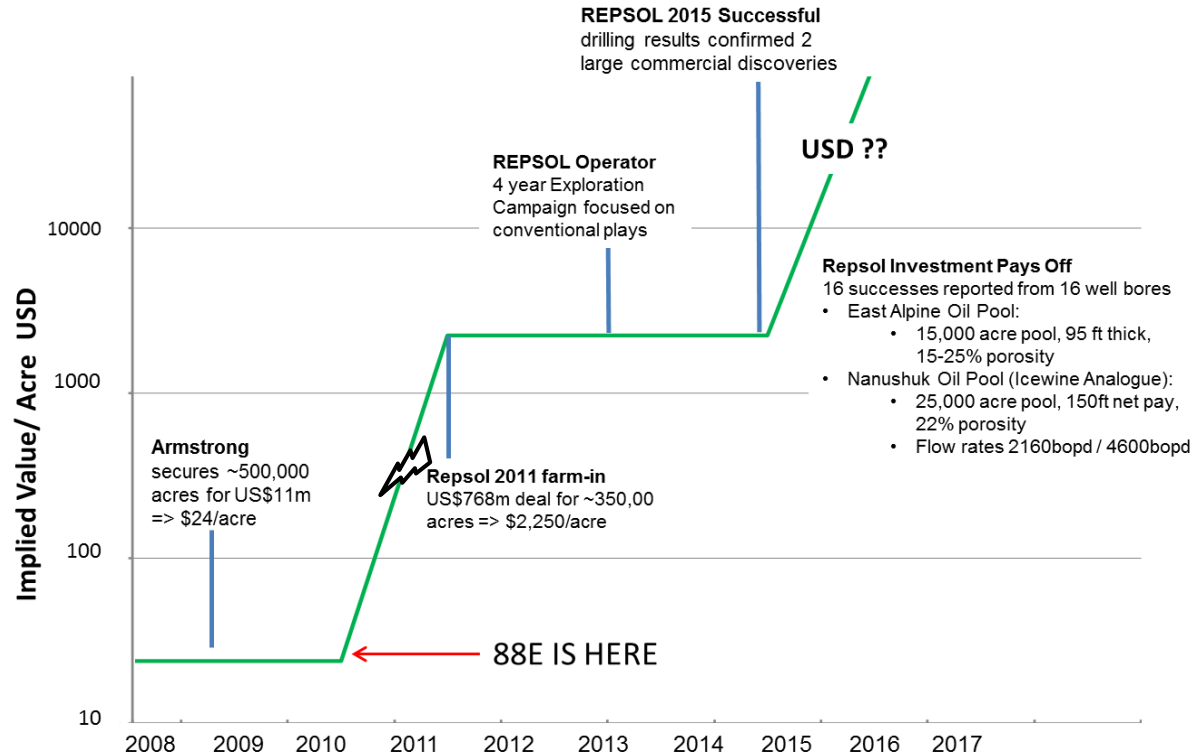 REPSOL 2015 Successful
drilling results confirmed 2
large commercial discoveries
USD ??
REPSOL Operator
4 year Exploration
Campaign focused on
conventional plays
10000
1000
100
10
Implied Value/ Acre USD
Repsol Investment Pays Off
16 successes reported from 16 well bores
• East Alpine Oil Pool:
• 15,000 acre pool, 95 ft thick,
15-25% porosity
• Nanushuk Oil Pool (Icewine Analogue):
• 25,000 acre pool, 150ft net pay,
22% porosity
• Flow rates 2160bopd / 4600bopd
Armstrong
secures ~500,000
acres for US$11m
=> $24/acre
Repsol 2011 farm-in
US$768m deal for ~350,00
acres => $2,250/acre
88E IS HERE
2008 2009 2010 2011 2012 2013 2014 2015 2016 2017